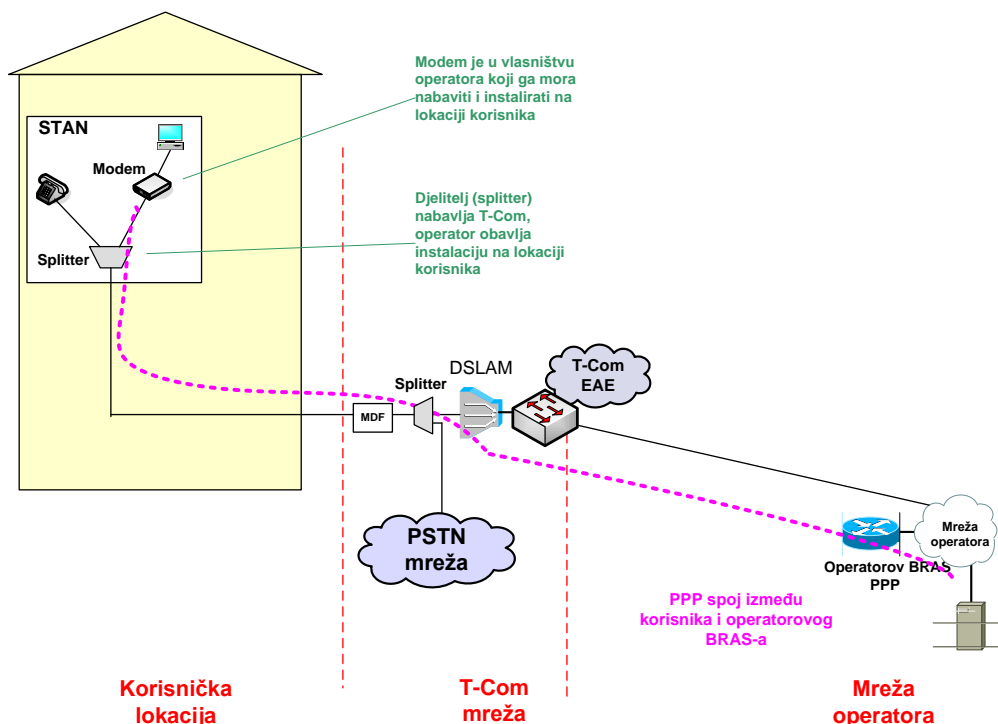 Modem je u vlasništvu
operatora koji ga mora
nabaviti i instalirati na
lokaciji korisnika
STAN
Modem
Djelitelj (splitter)
nabavlja T-Com,
operator obavlja
instalaciju na lokaciji
korisnika
Splitter
DSLAM
T-Com
EAE
Splitter
MDF
PSTN
mreža
Mreža
operatora
Operatorov BRAS
PPP
PPP spoj između
korisnika i operatorovog
BRAS-a
Korisnička
lokacija
T-Com
mreža
Mreža
operatora